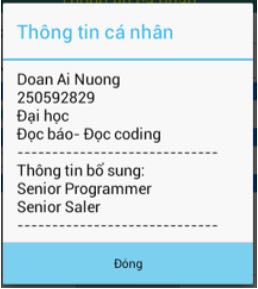 Thông tin cá nhân
Doan Ai Nuong
250592829
Đại học
Đọc báo- Đọc coding
----------------------------
Thông tin bổ sung:
Senior Programmer
Senior Saler
----------------------------
Đóng